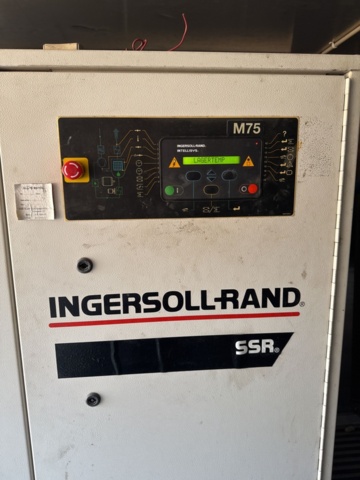 M75
INGERSOLL-RAND.
INTELLISYS.
LAGERTEMP
INGERSOLL-RAND®
SSR®